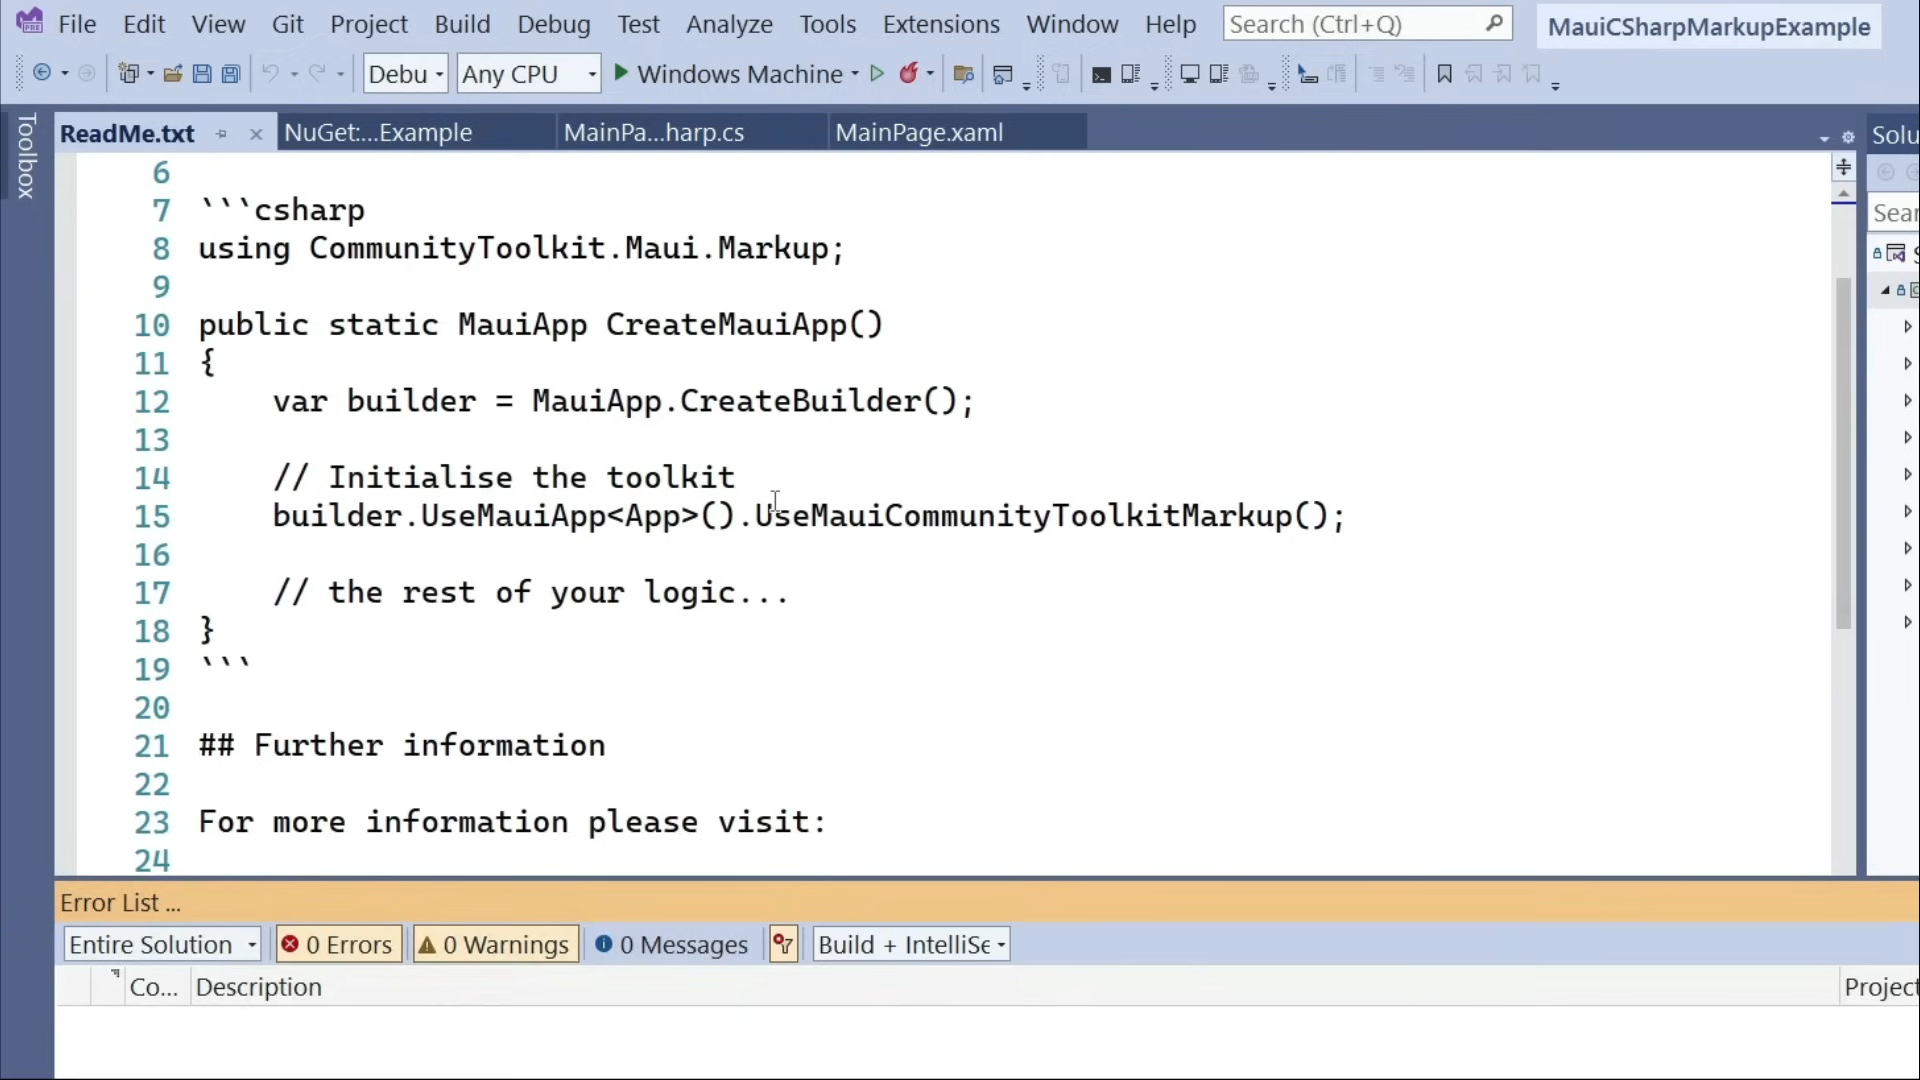 File Edit View Git Project Build Debug Test Analyze Tools Extensions Window Help Search (Ctrl+Q) MauiCSharpMarkupExample
Debu Any CPU Windows Machine
Toolbox
ReadMe.txt NuGet:...Example MainPa...harp.cs MainPage.xaml
Solu
Sear
6
7 ```csharp
8 using CommunityToolkit.Maui.Markup;
9
10 public static MauiApp CreateMauiApp()
11 {
12 var builder = MauiApp.CreateBuilder();
13
14 // Initialise the toolkit
15 builder.UseMauiApp<App>().UseMauiCommunityToolkitMarkup();
16
17 // the rest of your logic...
18 }
19 ```
20
21 ## Further information
22
23 For more information please visit:
24
Error List ...
Entire Solution 0 Errors 0 Warnings 0 Messages Build + IntelliSe
Co... Description Project